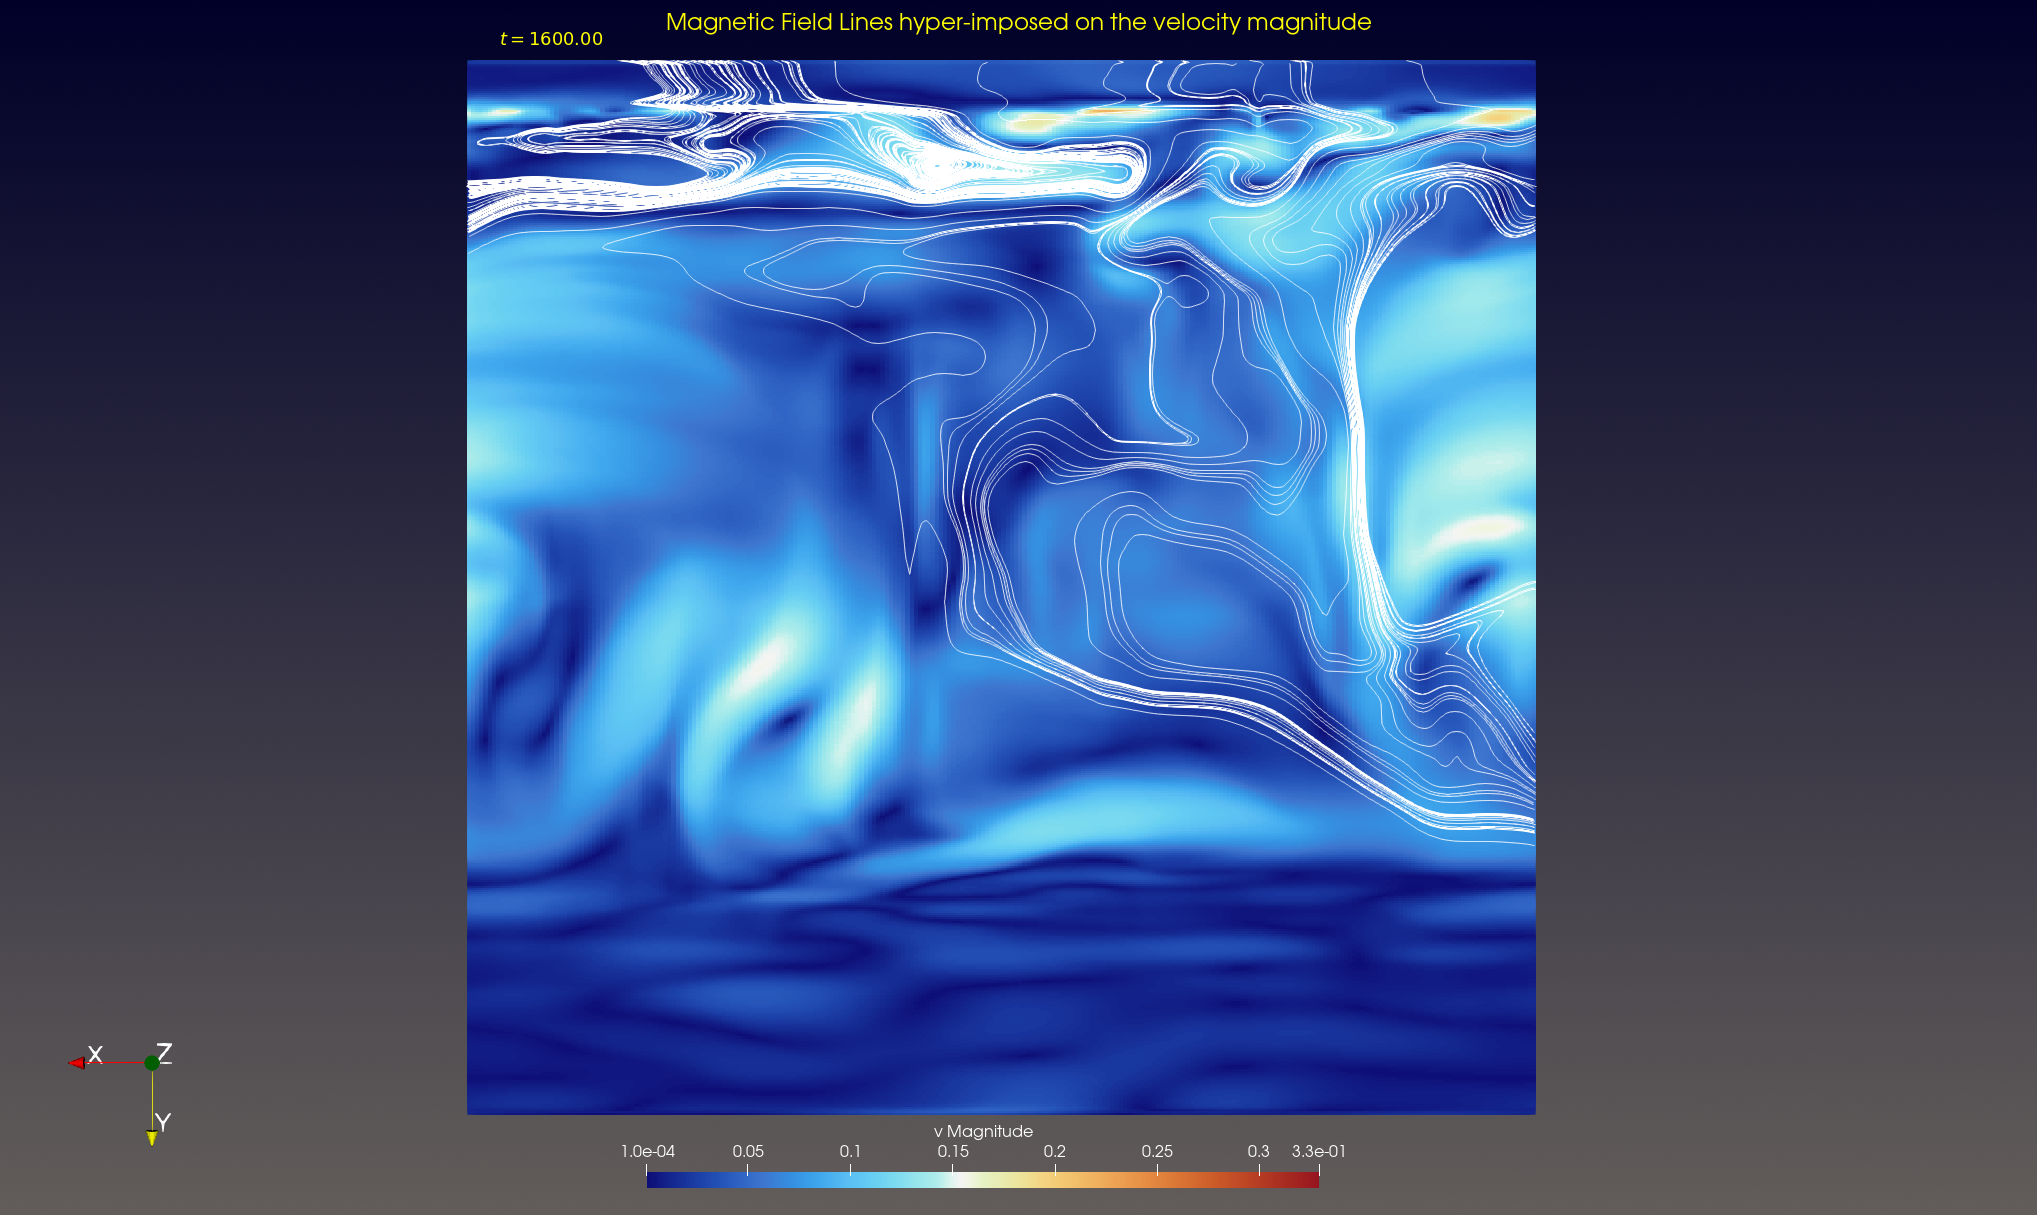 Magnetic Field Lines hyper-imposed on the velocity magnitude
t = 1600.00
X
Z
Y
v Magnitude
1.0e-04 0.05 0.1 0.15 0.2 0.25 0.3 3.3e-01